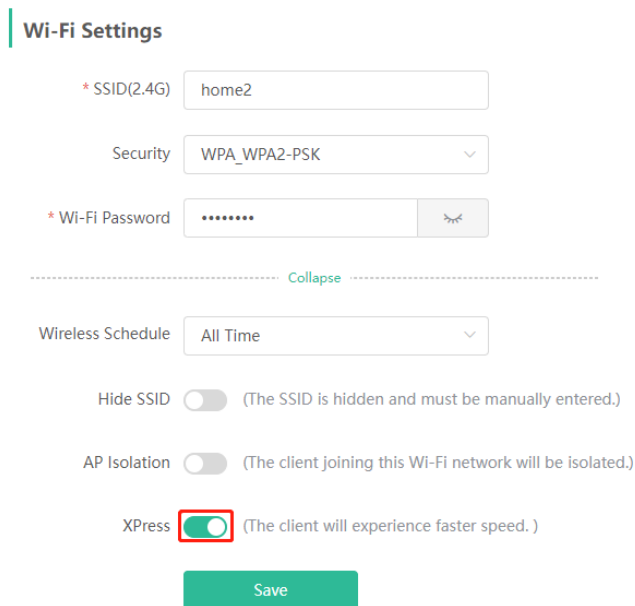 Wi-Fi Settings
* SSID(2.4G) home2
Security WPA_WPA2-PSK
* Wi-Fi Password ••••••••
Collapse
Wireless Schedule All Time
Hide SSID (The SSID is hidden and must be manually entered.)
AP Isolation (The client joining this Wi-Fi network will be isolated.)
XPress (The client will experience faster speed. )
Save